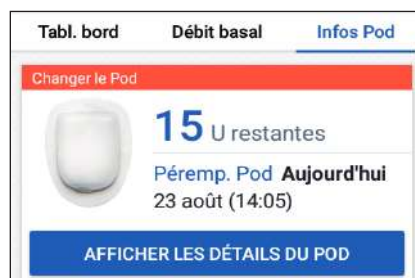 Tabl. bord Débit basal Infos Pod
Changer le Pod
15 U restantes
Péremp. Pod Aujourd'hui
23 août (14:05)
AFFICHER LES DÉTAILS DU POD